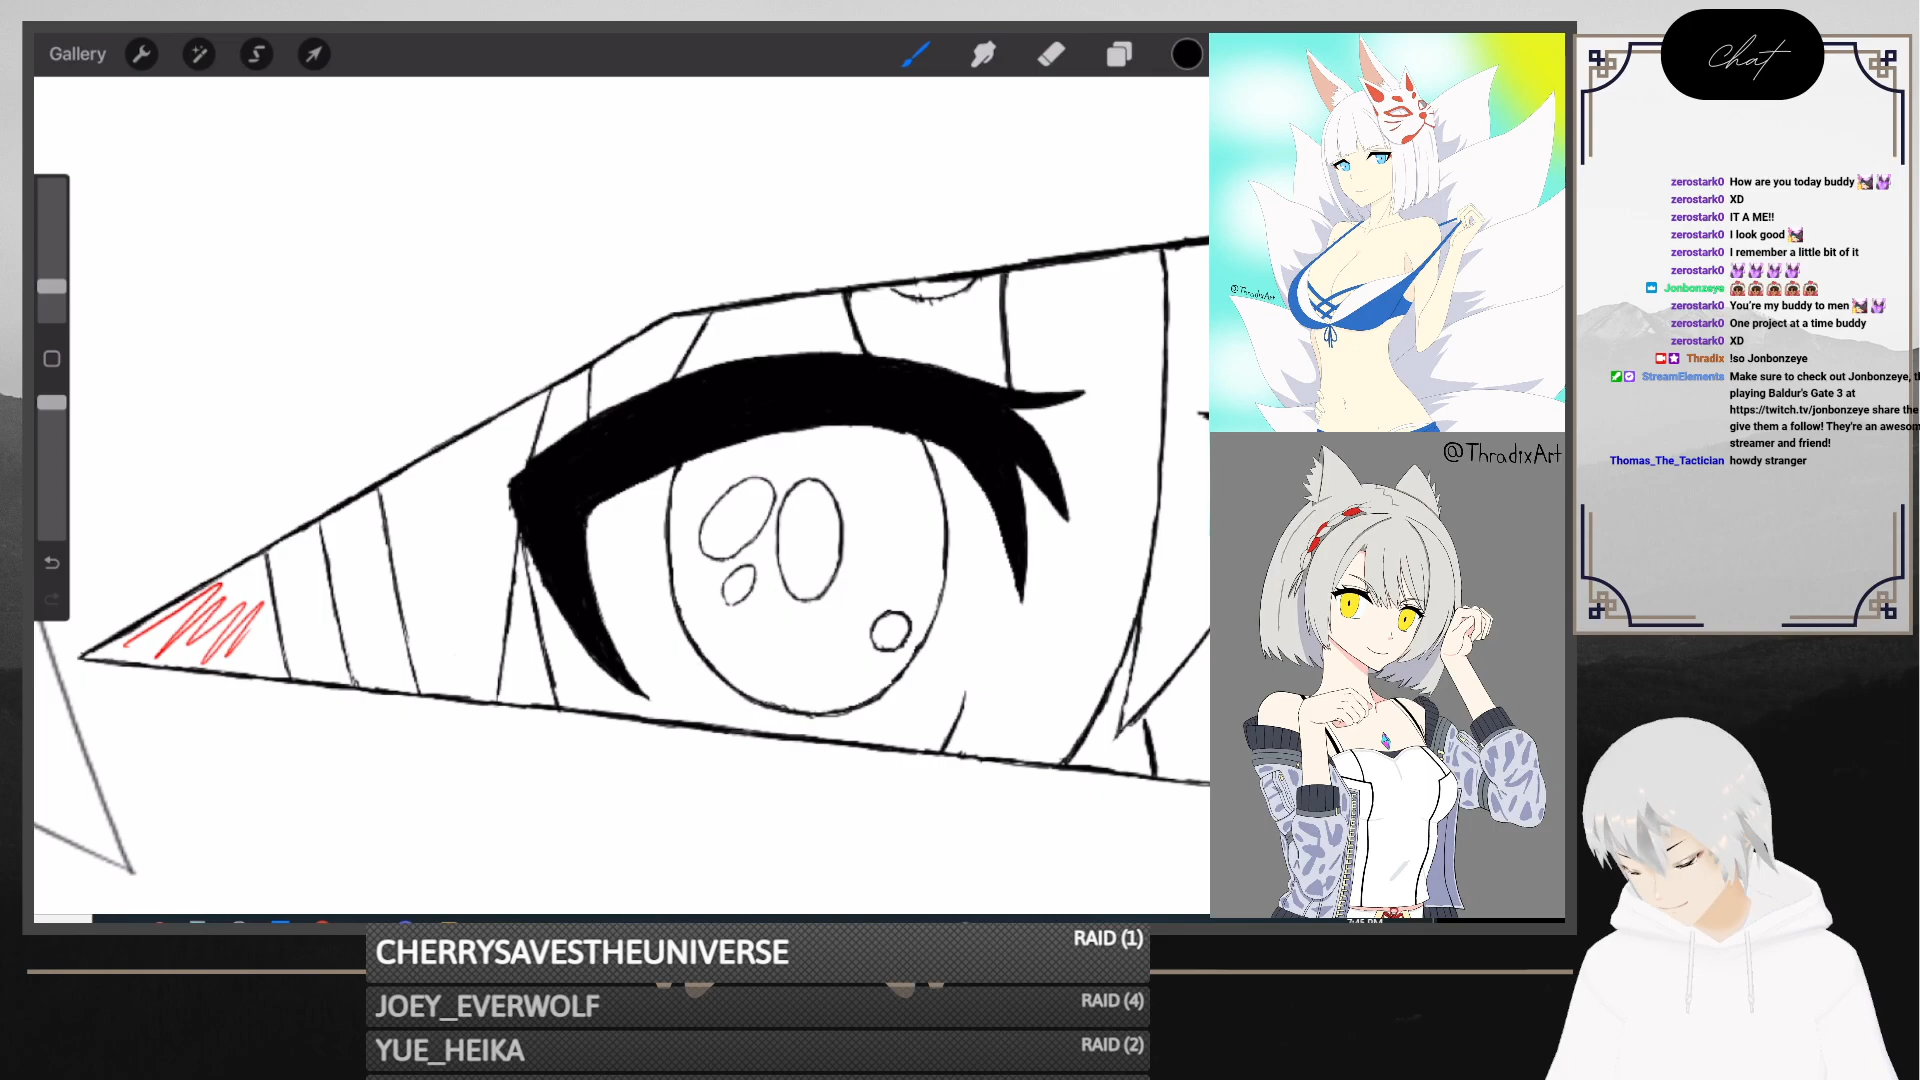 Gallery
@ThradixArt
@ThradixArt
Chat
zerostark0 How are you today buddy
zerostark0 XD
zerostark0 IT A ME!!
zerostark0 I look good
zerostark0 I remember a little bit of it
zerostark0
Jonbonzeye
zerostark0 You're my buddy to men
zerostark0 One project at a time buddy
zerostark0 XD
Thradix !so Jonbonzeye
StreamElements Make sure to check out Jonbonzeye,
playing Baldur's Gate 3 at
https://twitch.tv/jonbonzeye share the
give them a follow! They're an
streamer and friend!
Thomas_The_Tactician howdy stranger
CHERRYSAVESTHEUNIVERSE RAID (1)
JOEY_EVERWOLF RAID (4)
YUE_HEIKA RAID (2)